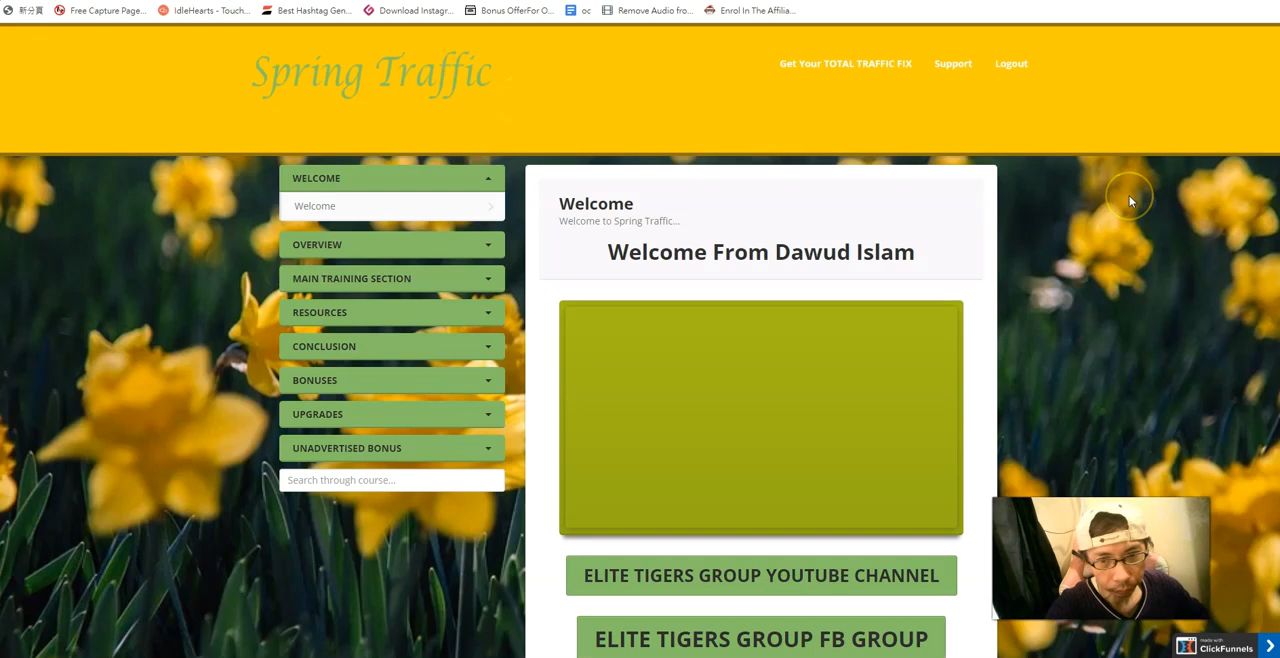 新分頁
Free Capture Page...
IdleHearts - Touch...
Best Hashtag Gen...
Download Instagr...
Bonus OfferFor O...
oc
Remove Audio fro...
Enrol In The Affilia...
Spring Traffic
Get Your TOTAL TRAFFIC FIX
Support
Logout
WELCOME
Welcome
OVERVIEW
MAIN TRAINING SECTION
RESOURCES
CONCLUSION
BONUSES
UPGRADES
UNADVERTISED BONUS
Search through course...
Welcome
Welcome to Spring Traffic...
Welcome From Dawud Islam
ELITE TIGERS GROUP YOUTUBE CHANNEL
ELITE TIGERS GROUP FB GROUP
made with
ClickFunnels